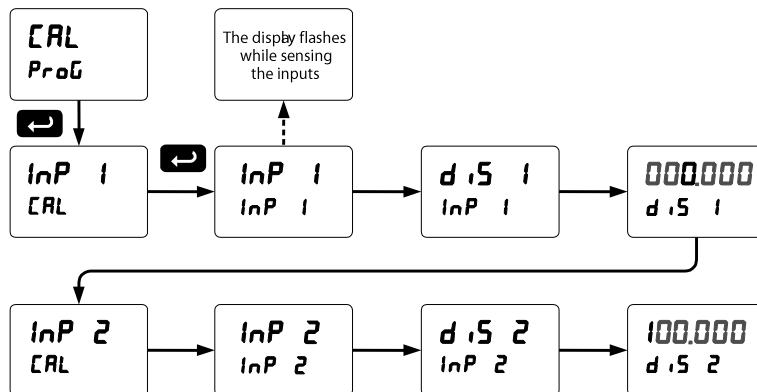 CAL
ProG
The display flashes
while sensing
the inputs
InP 1
CAL
InP 1
InP 1
diS 1
InP 1
000.000
diS 1
InP 2
CAL
InP 2
InP 2
diS 2
InP 2
100.000
diS 2